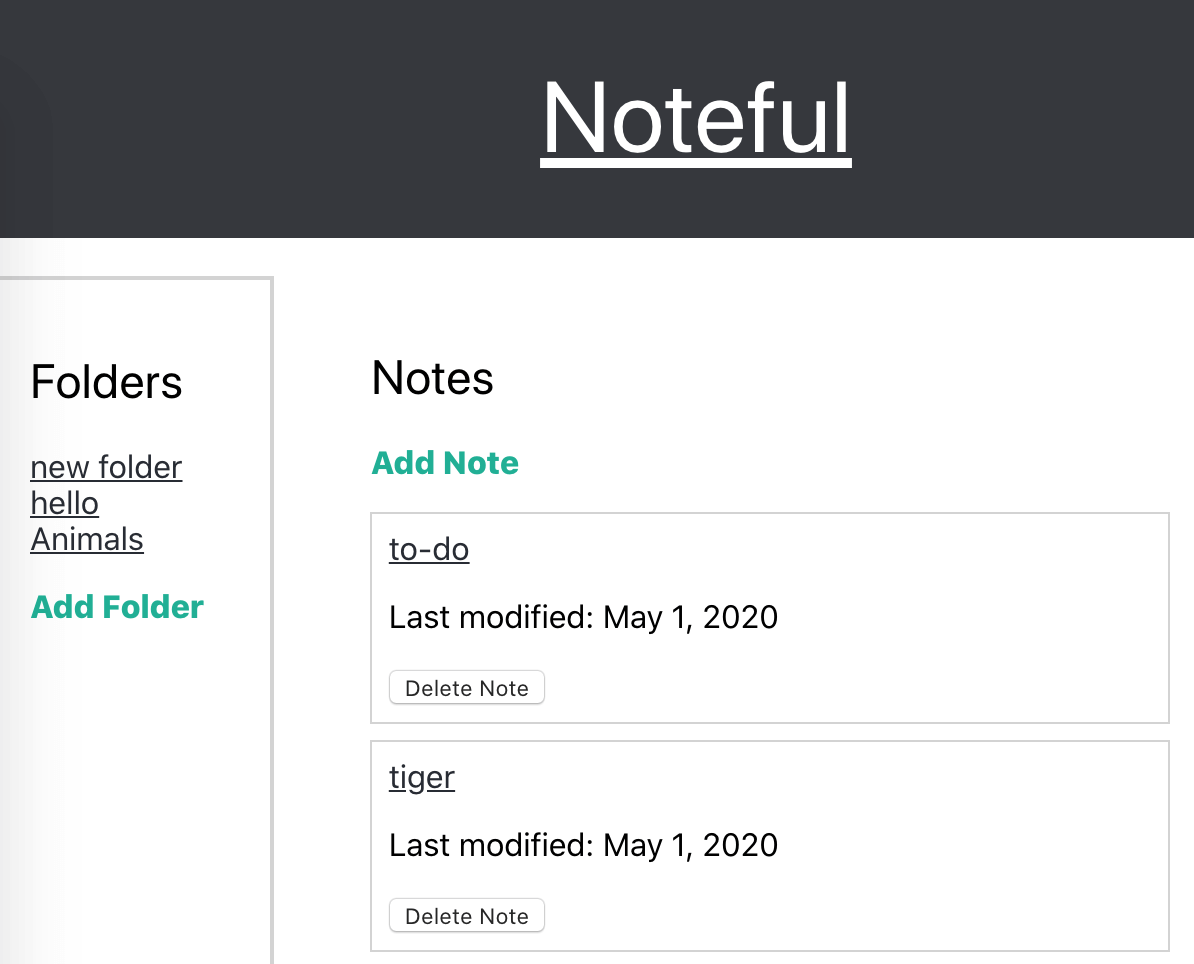 Noteful
Folders
new folder
hello
Animals
Add Folder
Notes
Add Note
to-do
Last modified: May 1, 2020
Delete Note
tiger
Last modified: May 1, 2020
Delete Note